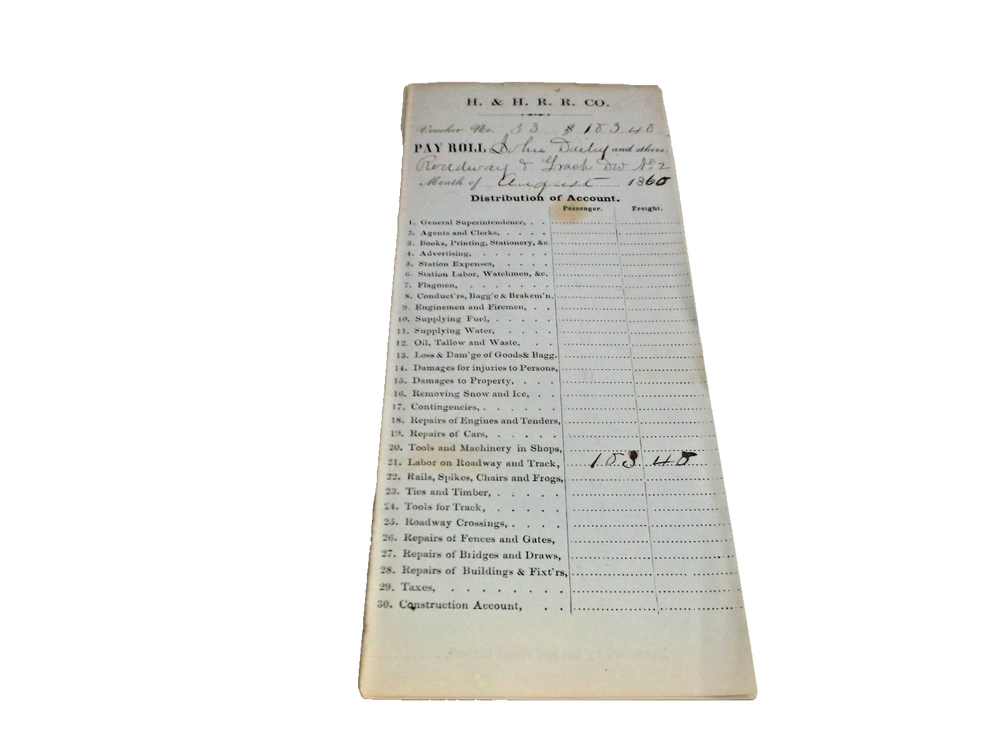 H. & H. R. R. CO.
Voucher No. 33 $ 103.40
PAY ROLL John Daily and others,
Roadway & Track Div No. 2
Month of August 1860
Distribution of Account.
Passenger. Freight.
1. General Superintendence, . .
2. Agents and Clerks, . . . .
3. Books, Printing, Stationery, &c.
4. Advertising, . . . . . .
5. Station Expenses, . . . .
6. Station Labor, Watchmen, &c.
7. Flagmen, . . . . . . .
8. Conduct'rs, Bagg'e & Brakem'n.
9. Enginemen and Firemen, . .
10. Supplying Fuel, . . . . .
11. Supplying Water, . . . .
12. Oil, Tallow and Waste, . . .
13. Loss & Dam'ge of Goods & Bagg.
14. Damages for injuries to Persons,
15. Damages to Property, . . .
16. Removing Snow and Ice, . .
17. Contingencies, . . . . .
18. Repairs of Engines and Tenders,
19. Repairs of Cars, . . . . .
20. Tools and Machinery in Shops,
21. Labor on Roadway and Track, 103 40
22. Rails, Spikes, Chairs and Frogs,
23. Ties and Timber, . . . . .
24. Tools for Track, . . . . .
25. Roadway Crossings, . . . .
26. Repairs of Fences and Gates,
27. Repairs of Bridges and Draws,
28. Repairs of Buildings & Fixt'rs,
29. Taxes, . . . . . . .
30. Construction Account, . .